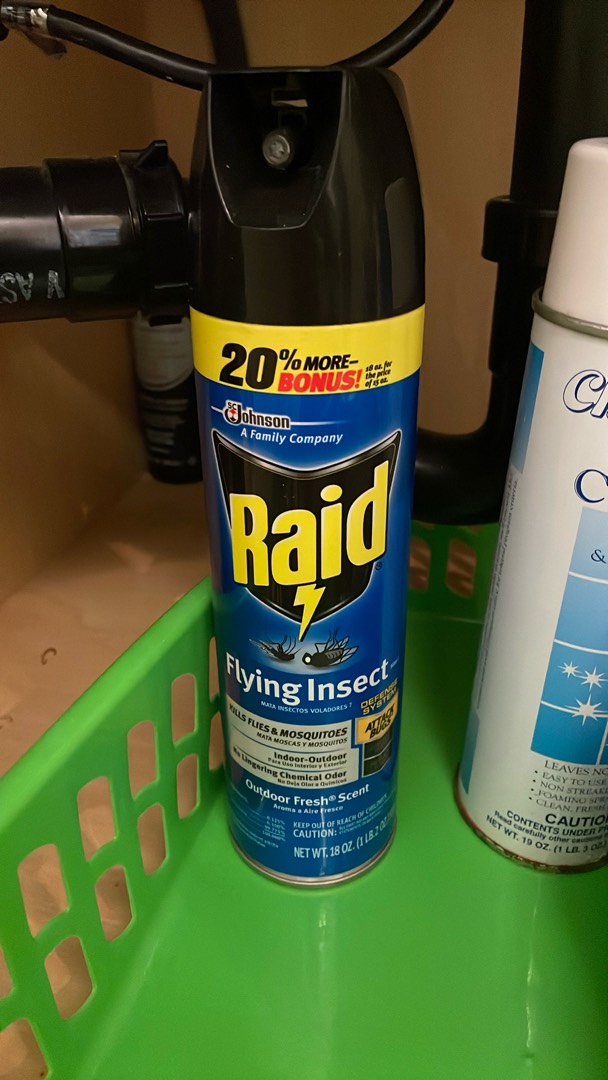 20% MORE–
BONUS!
18 oz. for
the price
of 15 oz.
SC Johnson
A Family Company
Raid®
Flying Insect
MATA INSECTOS VOLADORES
DEFENSE
SYSTEM
ATTACK
BUGS
KILLS FLIES & MOSQUITOES
MATA MOSCAS Y MOSQUITOS
Indoor-Outdoor
Para Uso Interior y Exterior
No Lingering Chemical Odor
No Deja Olor a Químicos
Outdoor Fresh® Scent
Aroma a Aire Fresco
KEEP OUT OF REACH OF CHILDREN
CAUTION:
NET WT. 18 OZ. (1 LB. 2 OZ.)
C
&
LEAVES NO
• EASY TO USE
• NON STREAK
• FOAMING
• CLEAN, FRESH
CAUTION
CONTENTS UNDER
Read carefully other
NET WT. 19 OZ. (1 LB. 3 OZ.)